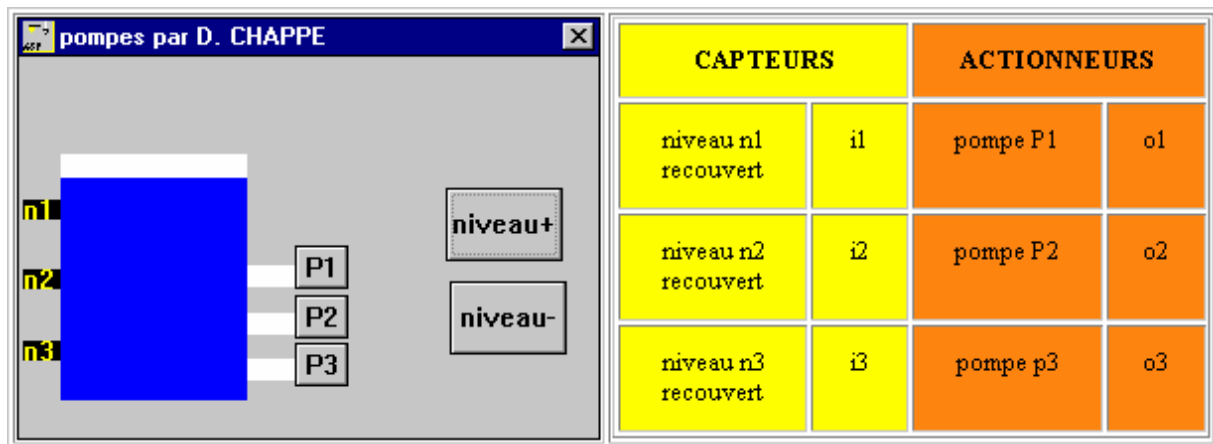 pompes par D. CHAPPE
n1
n2
n3
P1
P2
P3
niveau+
niveau-
CAPTEURS ACTIONNEURS
niveau n1 recouvert i1 pompe P1 o1
niveau n2 recouvert i2 pompe P2 o2
niveau n3 recouvert i3 pompe p3 o3